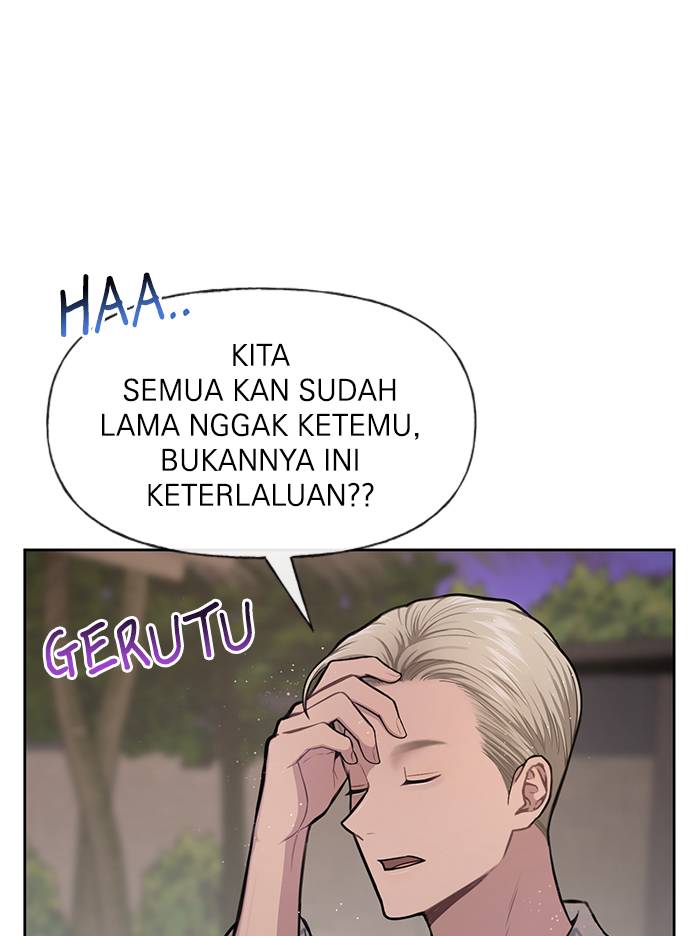 HAA..
KITA
SEMUA KAN SUDAH
LAMA NGGAK KETEMU,
BUKANNYA INI
KETERLALUAN??
GERUTU